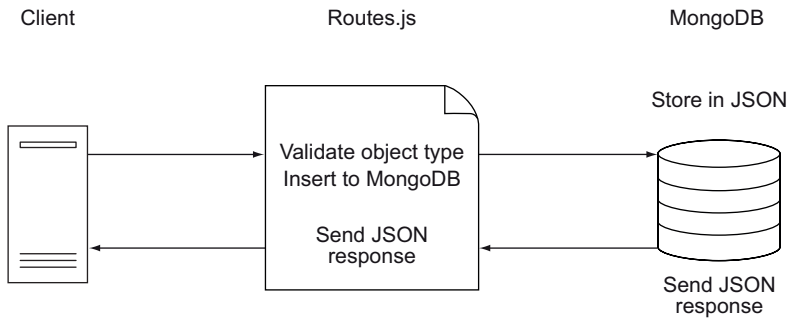 Client
Routes.js
MongoDB
Store in JSON
Validate object type
Insert to MongoDB
Send JSON
response
Send JSON
response